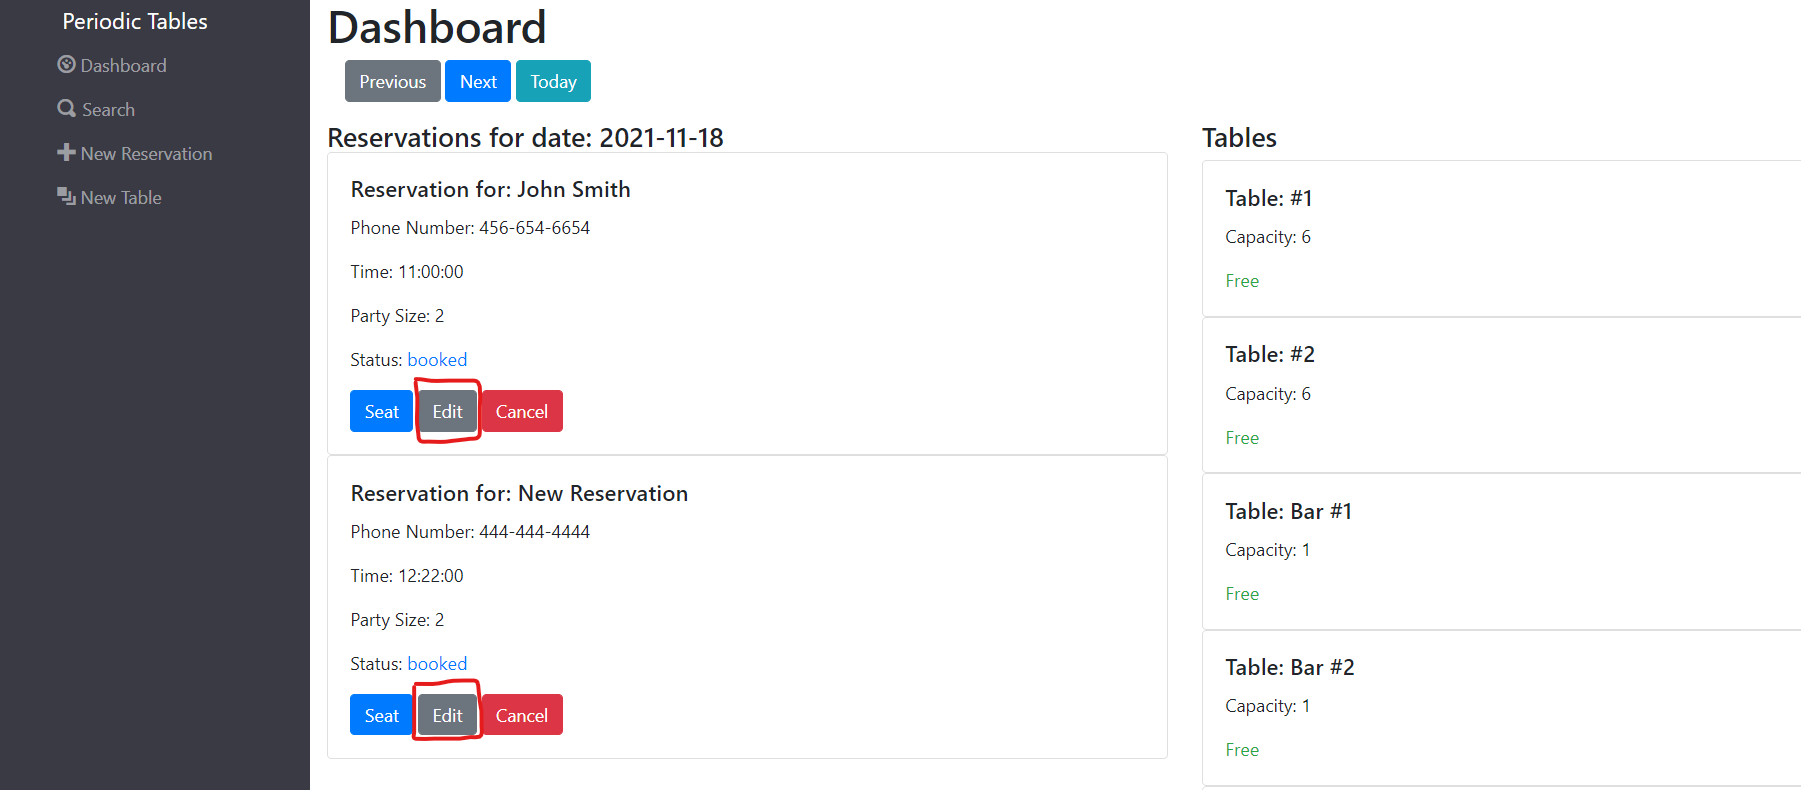 Periodic Tables
Dashboard
Search
New Reservation
New Table
Dashboard
Previous Next Today
Reservations for date: 2021-11-18
Reservation for: John Smith
Phone Number: 456-654-6654
Time: 11:00:00
Party Size: 2
Status: booked
Seat Edit Cancel
Reservation for: New Reservation
Phone Number: 444-444-4444
Time: 12:22:00
Party Size: 2
Status: booked
Seat Edit Cancel
Tables
Table: #1
Capacity: 6
Free
Table: #2
Capacity: 6
Free
Table: Bar #1
Capacity: 1
Free
Table: Bar #2
Capacity: 1
Free